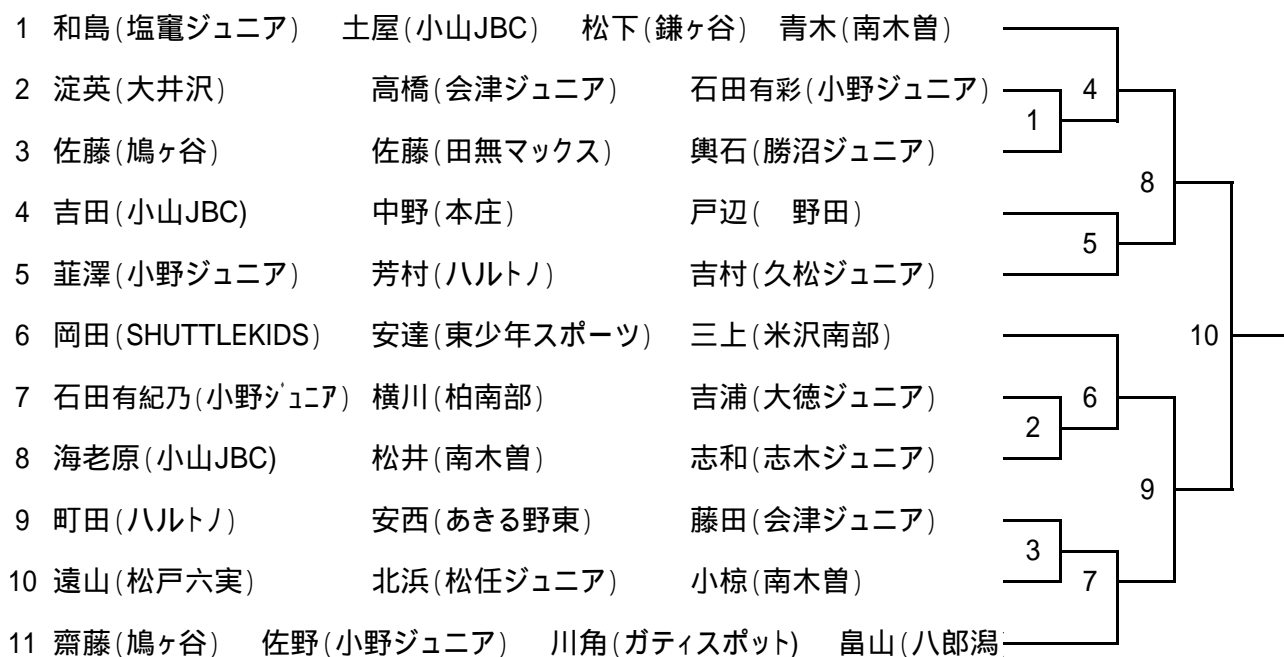 1 和島(塩竈ジュニア) 土屋(小山JBC) 松下(鎌ヶ谷) 青木(南木曽)
2 淀英(大井沢) 高橋(会津ジュニア) 石田有彩(小野ジュニア) 4
1
3 佐藤(鳩ヶ谷) 佐藤(田無マックス) 輿石(勝沼ジュニア)
8
4 吉田(小山JBC) 中野(本庄) 戸辺( 野田)
5
5 韮澤(小野ジュニア) 芳村(ハルトノ) 吉村(久松ジュニア)
6 岡田(SHUTTLEKIDS) 安達(東少年スポーツ) 三上(米沢南部) 10
7 石田有紀乃(小野ジュニア) 横川(柏南部) 吉浦(大徳ジュニア) 6
2
8 海老原(小山JBC) 松井(南木曽) 志和(志木ジュニア)
9
9 町田(ハルトノ) 安西(あきる野東) 藤田(会津ジュニア)
3
10 遠山(松戸六実) 北浜(松任ジュニア) 小椋(南木曽) 7
11 齋藤(鳩ヶ谷) 佐野(小野ジュニア) 川角(ガティスポット) 畠山(八郎潟